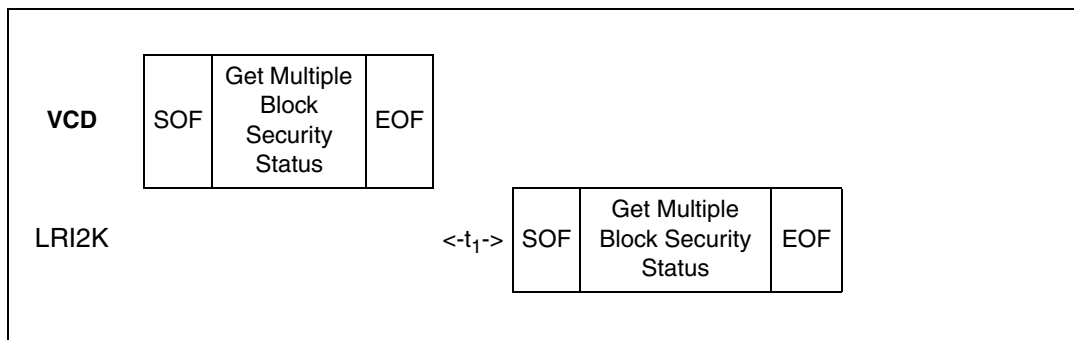 VCD
SOF
Get Multiple
Block
Security
Status
EOF
LRI2K
<-t1->
SOF
Get Multiple
Block Security
Status
EOF